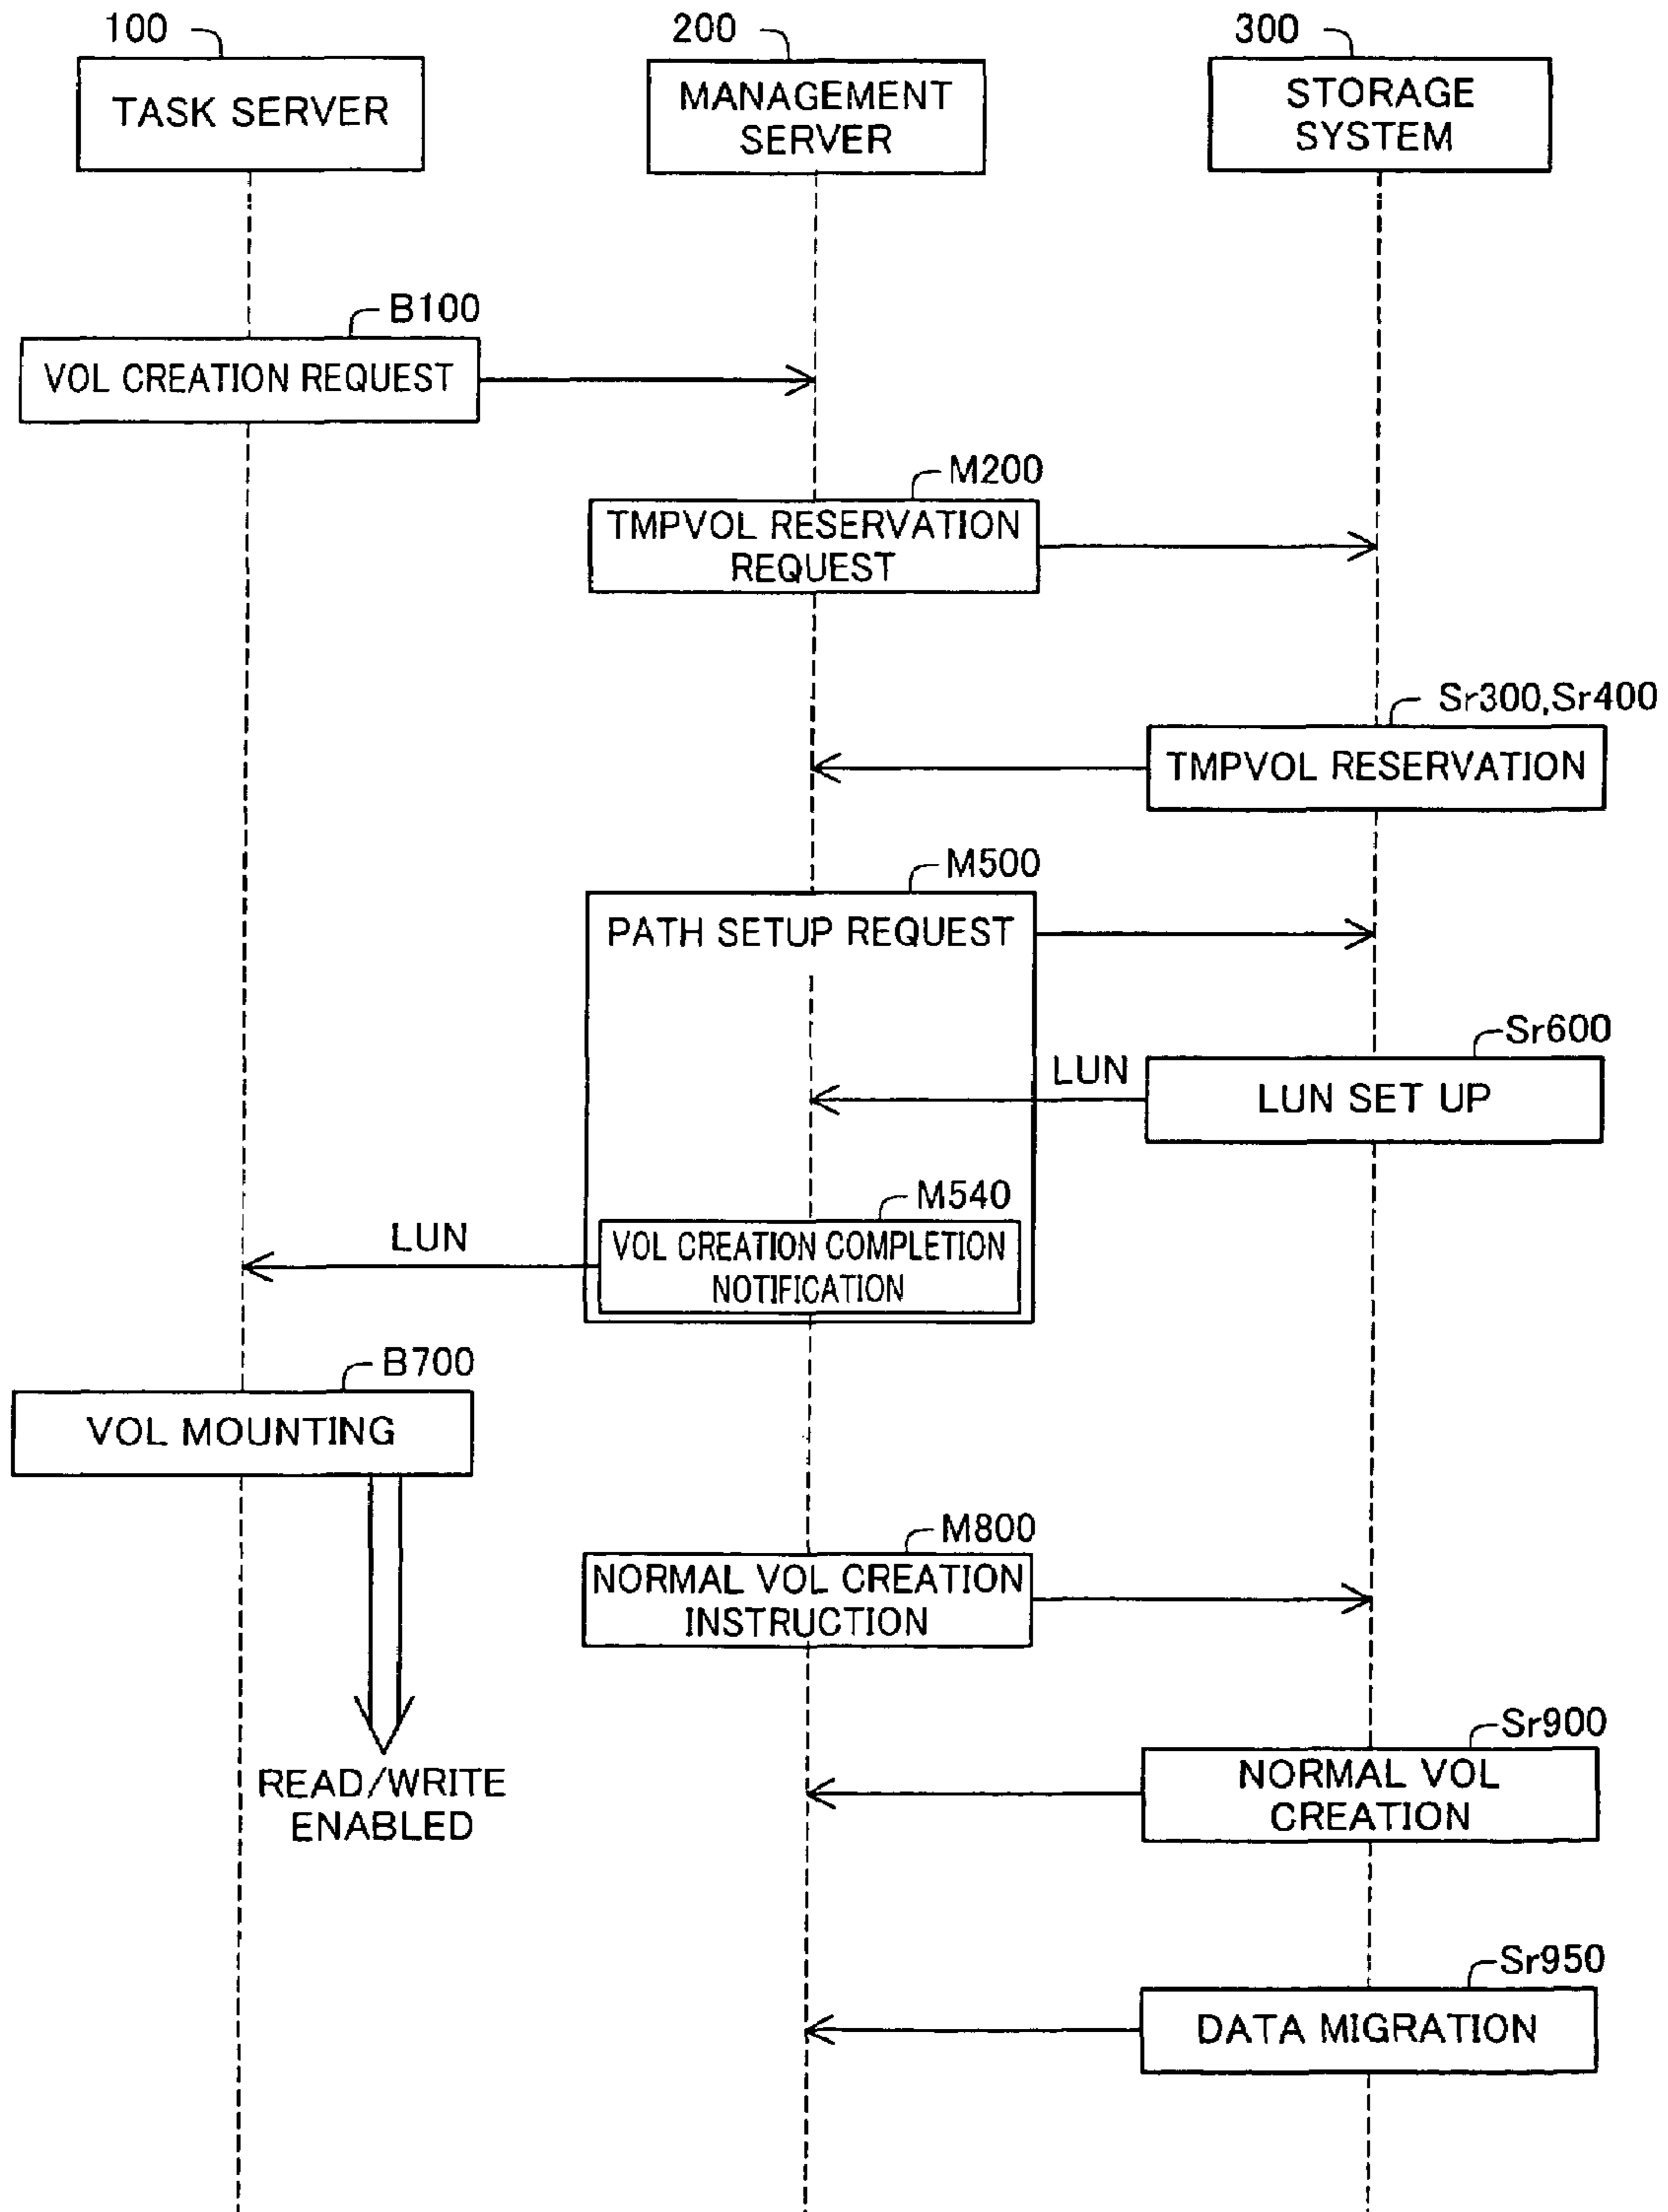 100
200
300
TASK SERVER
MANAGEMENT
SERVER
STORAGE
SYSTEM
B100
VOL CREATION REQUEST
M200
TMPVOL RESERVATION
REQUEST
Sr300,Sr400
TMPVOL RESERVATION
M500
PATH SETUP REQUEST
Sr600
LUN
LUN SET UP
M540
LUN
VOL CREATION COMPLETION
NOTIFICATION
B700
VOL MOUNTING
M800
NORMAL VOL CREATION
INSTRUCTION
READ/WRITE
ENABLED
Sr900
NORMAL VOL
CREATION
Sr950
DATA MIGRATION